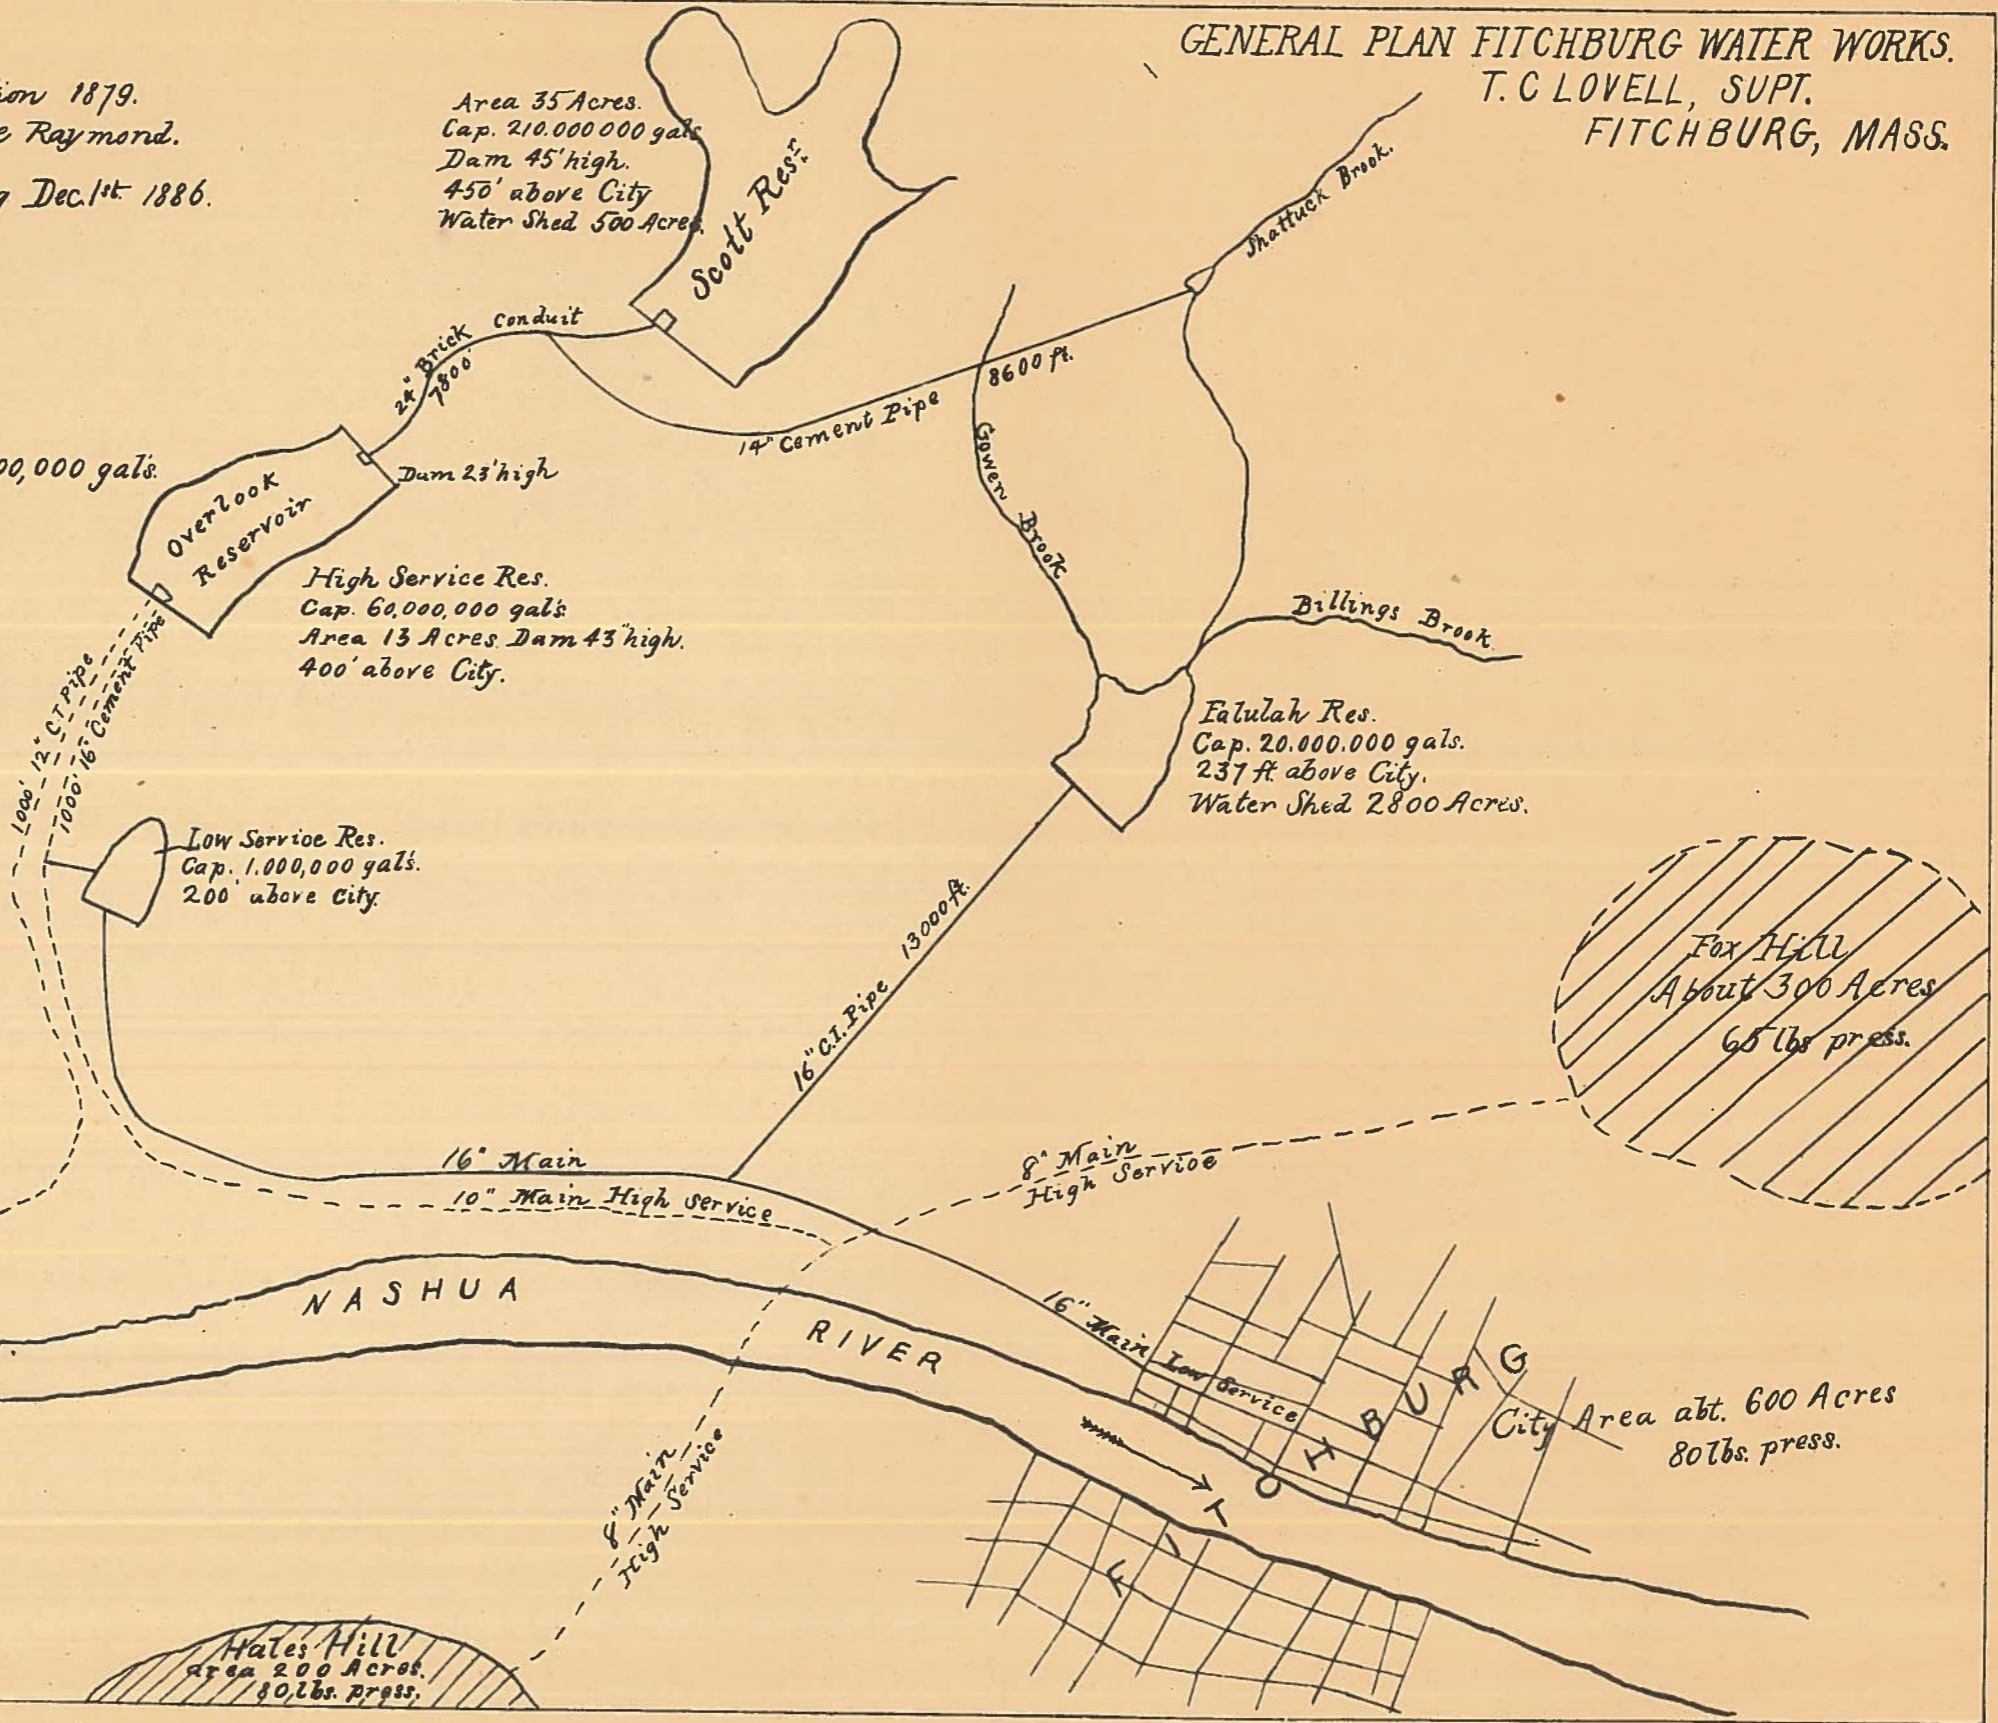 GENERAL PLAN FITCHBURG WATER WORKS.
T. C LOVELL, SUPT.
FITCHBURG, MASS.
ion 1879.
e Raymond.
g Dec. 1st. 1886.
Area 35 Acres.
Cap. 210.000000 gals
Dam 45' high.
450' above City
Water Shed 500 Acres.
Scott Resr.
Shattuck Brook.
24" Brick Conduit
7800'
8600 ft.
14" Cement Pipe
Gowen Brook
00,000 gal's.
Dam 23' high
Overlook
Reservoir
High Service Res.
Cap. 60,000,000 gal's
Area 13 Acres. Dam 43" high.
400' above City.
Billings Brook
1000' 12" C.I Pipe
1000' 16" Cement Pipe
Falulah Res.
Cap. 20.000.000 gals.
237 ft above City.
Water Shed 2800 Acres.
Low Service Res.
Cap. 1.000,000 gal's.
200' above City.
16" C.I. Pipe 13000 ft.
Fox Hill
About 300 Acres
65 lbs press.
16" Main
10" Main High Service
8" Main
High Service
NASHUA RIVER
16" Main Low Service
FITCHBURG
City Area abt. 600 Acres
80 lbs. press.
8" Main
High Service
Hales Hill
area 200 Acres.
80, lbs. press.